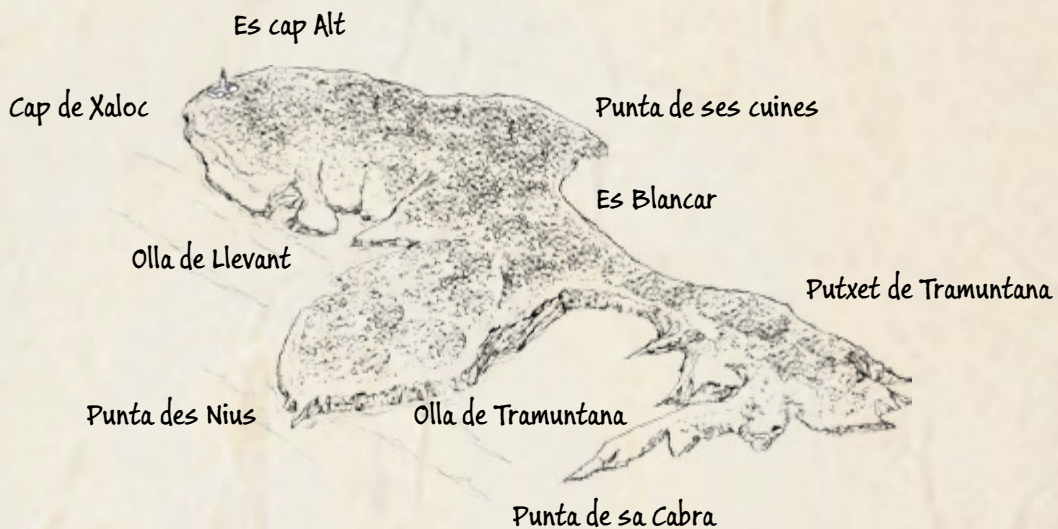 Es cap Alt
Cap de Xaloc
Punta de ses cuines
Es Blancar
Olla de Llevant
Putxet de Tramuntana
Punta des Nius
Olla de Tramuntana
Punta de sa Cabra